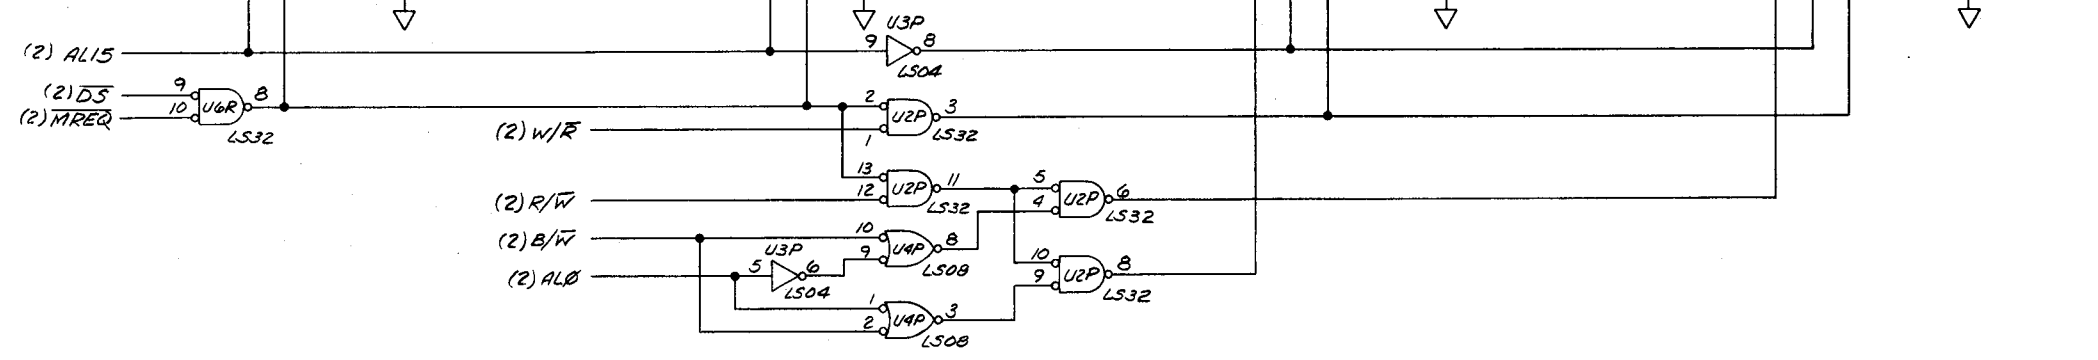 U3P
(2) AL15 9 8
LS04
(2) D̅S̅ 9
U6R 8
(2) M̅R̅E̅Q̅ 10
LS32
2 U2P 3
(2) W/R̅ 1
LS32
13 U2P 11
(2) R/W̅ 12
LS32
5 U2P 6
4
LS32
(2) B/W̅ 10
U4P 8
9
LS08
U3P
(2) ALØ 5 6
LS04
10 U2P 8
9
LS32
1 U4P 3
2
LS08